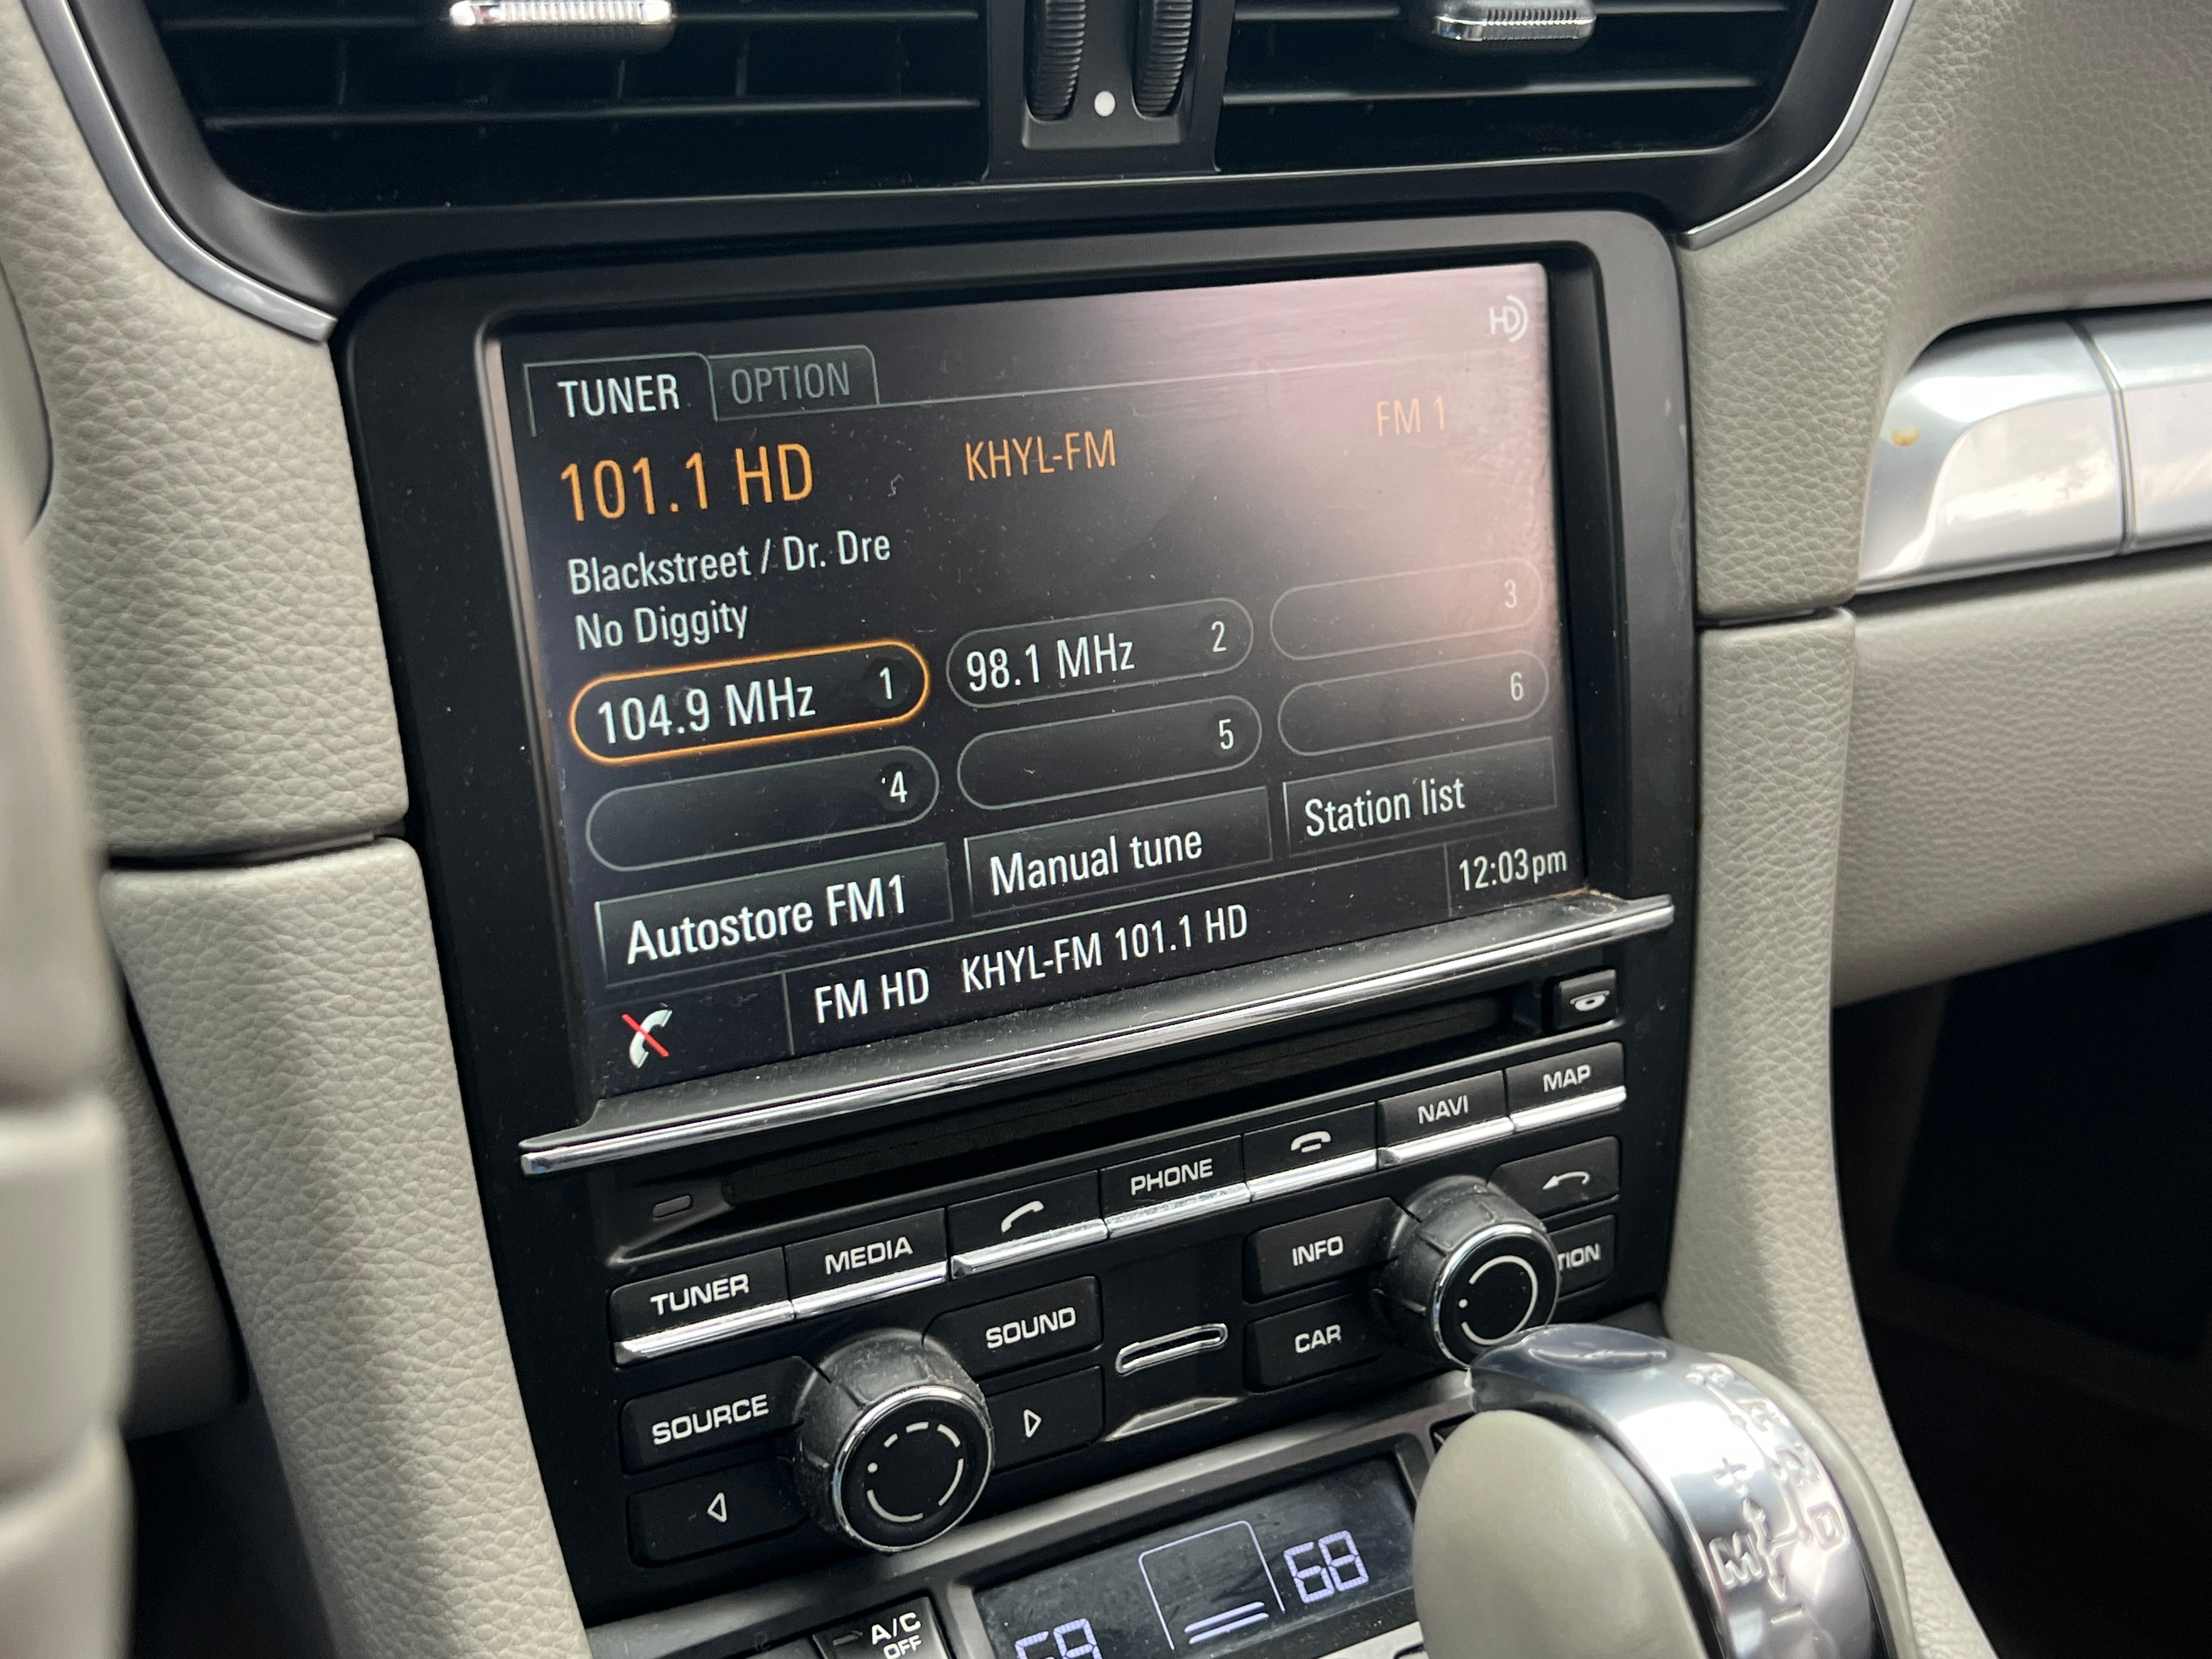 HD
TUNER OPTION
101.1 HD KHYL-FM FM 1
Blackstreet / Dr. Dre
No Diggity
104.9 MHz 1 98.1 MHz 2 3
4 5 6
Autostore FM1 Manual tune Station list
FM HD KHYL-FM 101.1 HD 12:03pm
TUNER MEDIA PHONE NAVI MAP
SOURCE SOUND INFO
CAR
68
A/C
OFF
+
M D
-